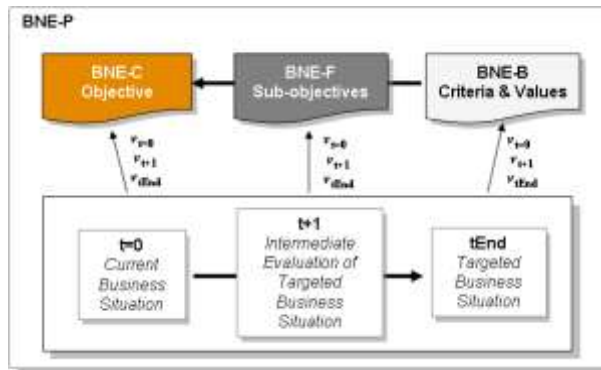 BNE-P
BNE-C
Objective
BNE-F
Sub-objectives
BNE-B
Criteria & Values
v t=0
v t+1
v tEnd
v t=0
v t+1
v tEnd
v t=0
v t+1
v tEnd
t=0
Current
Business
Situation
t+1
Intermediate
Evaluation of
Targeted
Business
Situation
tEnd
Targeted
Business
Situation